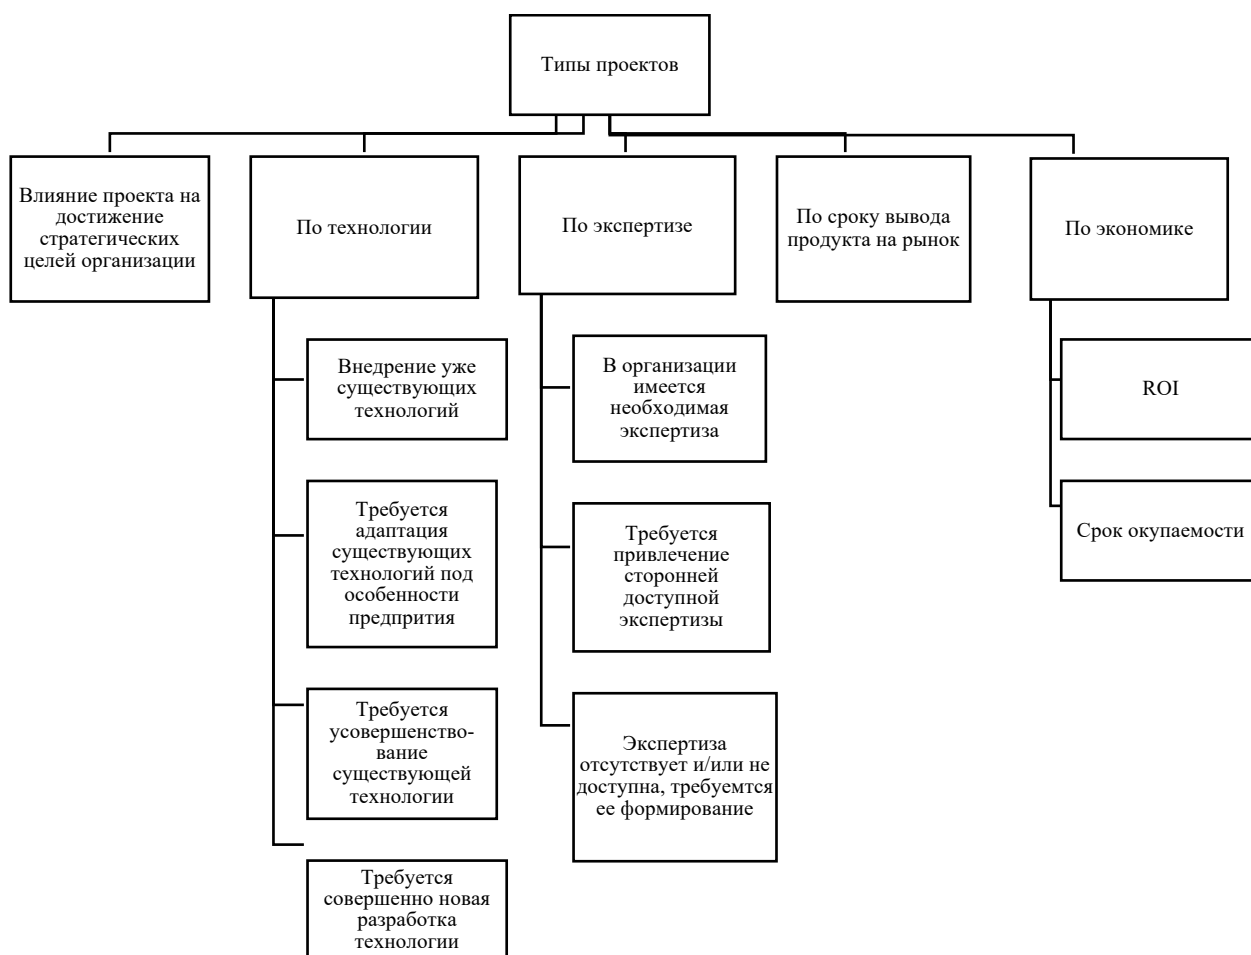 Типы проектов
Влияние проекта на
достижение
стратегических
целей организации
По технологии
По экспертизе
По сроку вывода
продукта на рынок
По экономике
Внедрение уже
существующих
технологий
Требуется
адаптация
существующих
технологий под
особенности
предпрития
Требуется
усовершенство-
вание
существующей
технологии
Требуется
совершенно новая
разработка
технологии
В организации
имеется
необходимая
экспертиза
Требуется
привлечение
сторонней
доступной
экспертизы
Экспертиза
отсутствует и/или не
доступна, требуемтся
ее формирование
ROI
Срок окупаемости